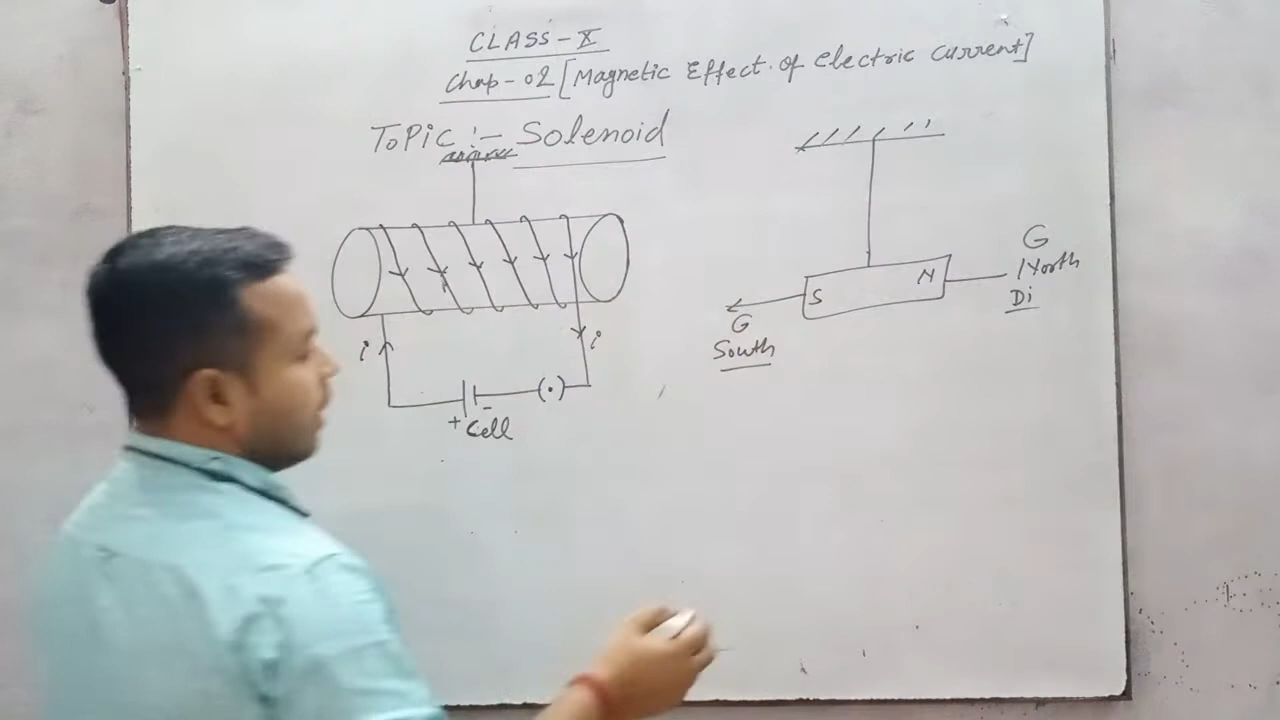 CLASS-X
Chap-02 [Magnetic Effect of electric current]
ToPic :- Solenoid
i
i
+ -
Cell
S N
G
North
Di
G
South